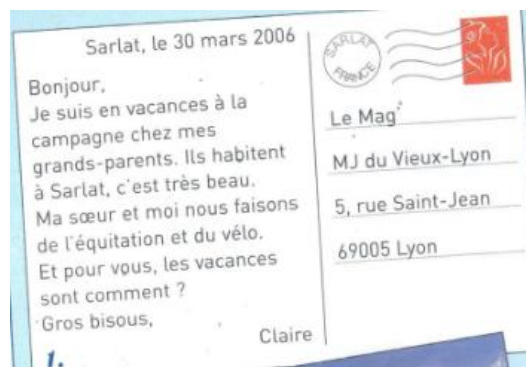 Sarlat, le 30 mars 2006
Bonjour,
Je suis en vacances à la
campagne chez mes
grands-parents. Ils habitent
à Sarlat, c'est très beau.
Ma sœur et moi nous faisons
de l'équitation et du vélo.
Et pour vous, les vacances
sont comment ?
Gros bisous,
Claire
SARLAT
FRANCE
Le Mag'
MJ du Vieux-Lyon
5, rue Saint-Jean
69005 Lyon